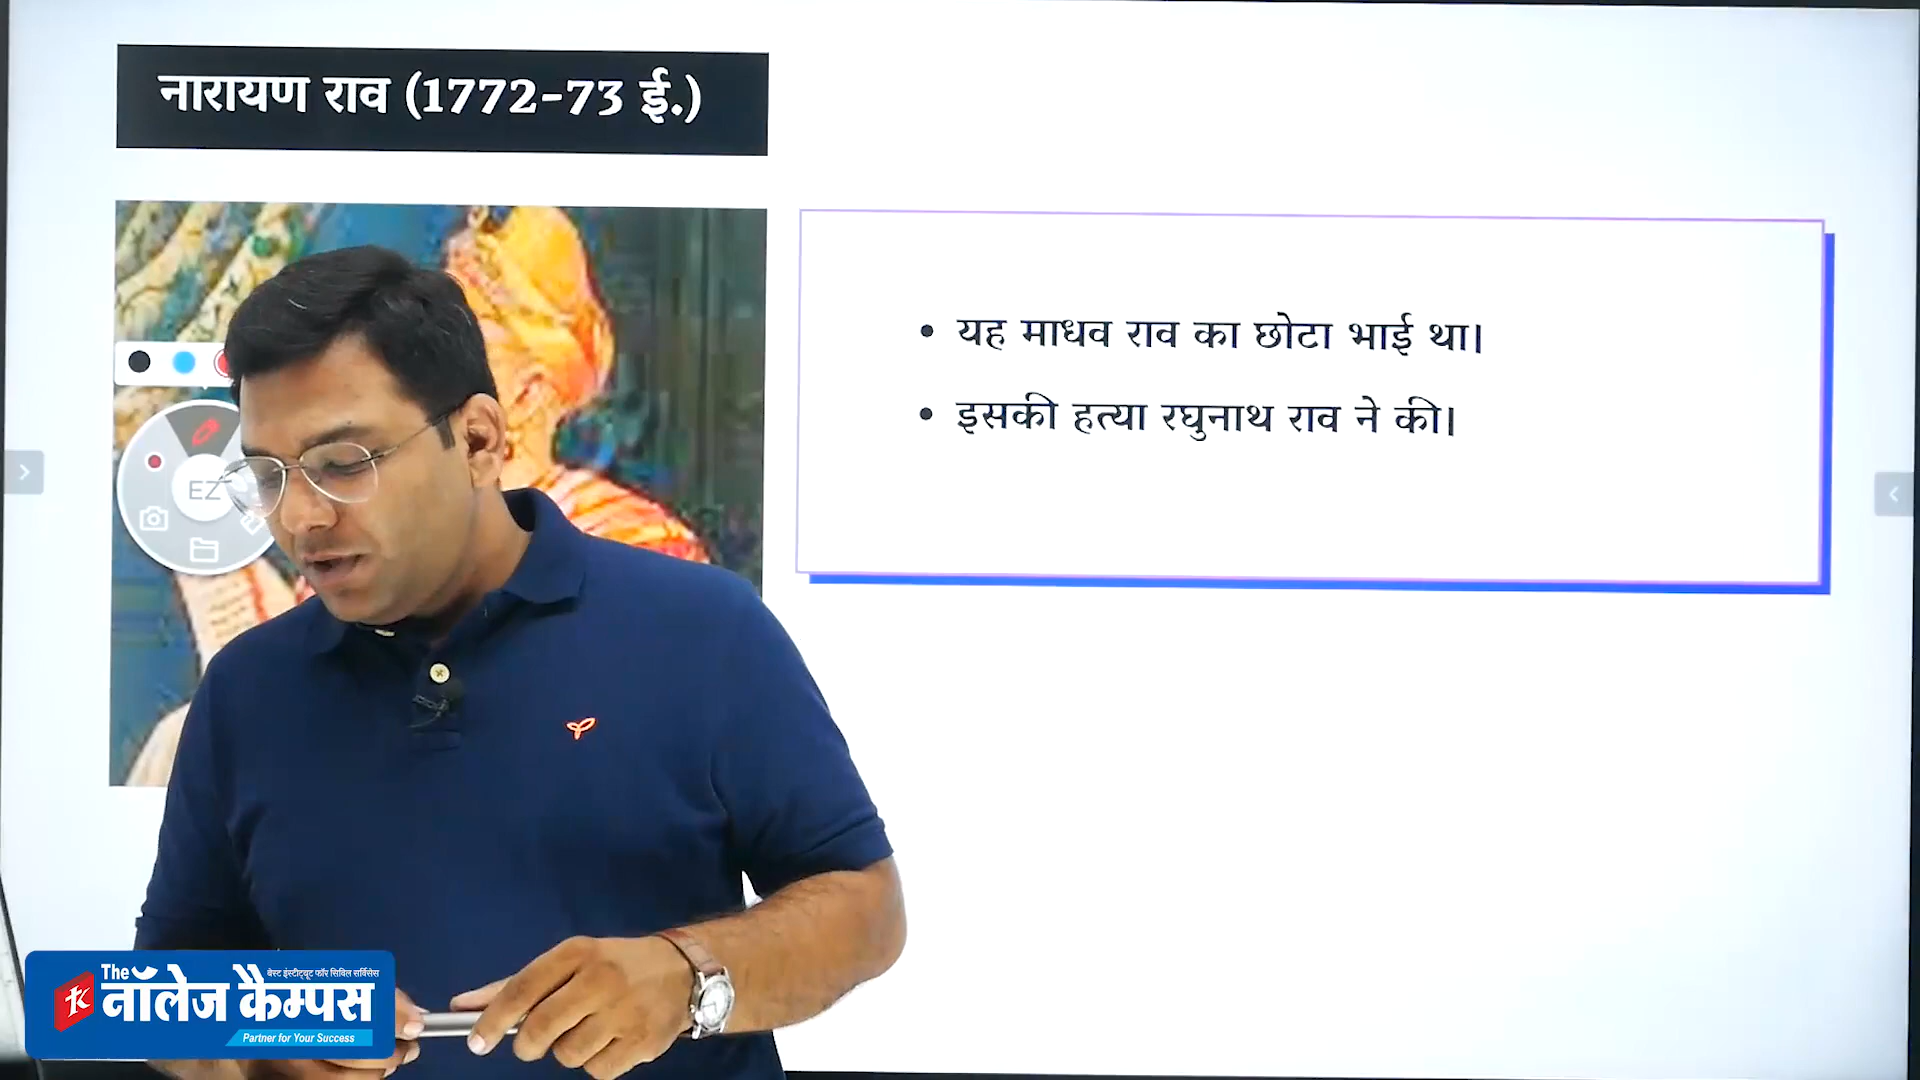 नारायण राव (1772-73 ई.)
• यह माधव राव का छोटा भाई था।
• इसकी हत्या रघुनाथ राव ने की।
EZ
The
बेस्ट इंस्टीट्यूट फॉर सिविल सर्विसेस
नॉलेज कैम्पस
Partner for Your Success